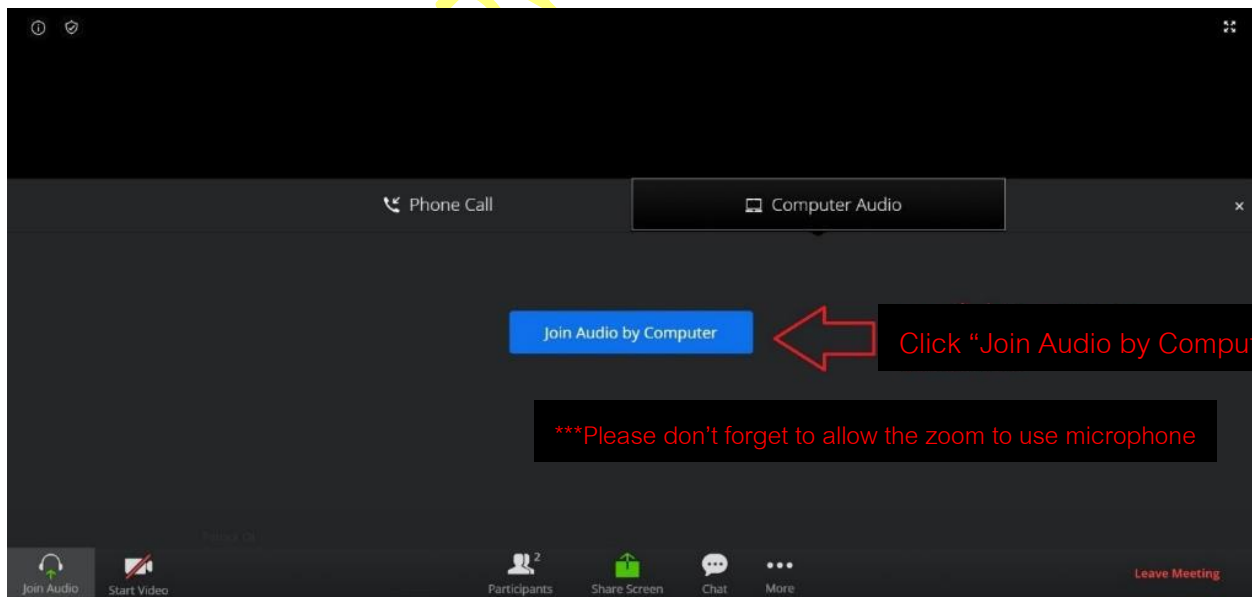 Phone Call
Computer Audio
Join Audio by Computer
Click “Join Audio by Compu
***Please don’t forget to allow the zoom to use microphone
Join Audio
Start Video
2
Participants
Share Screen
Chat
More
Leave Meeting